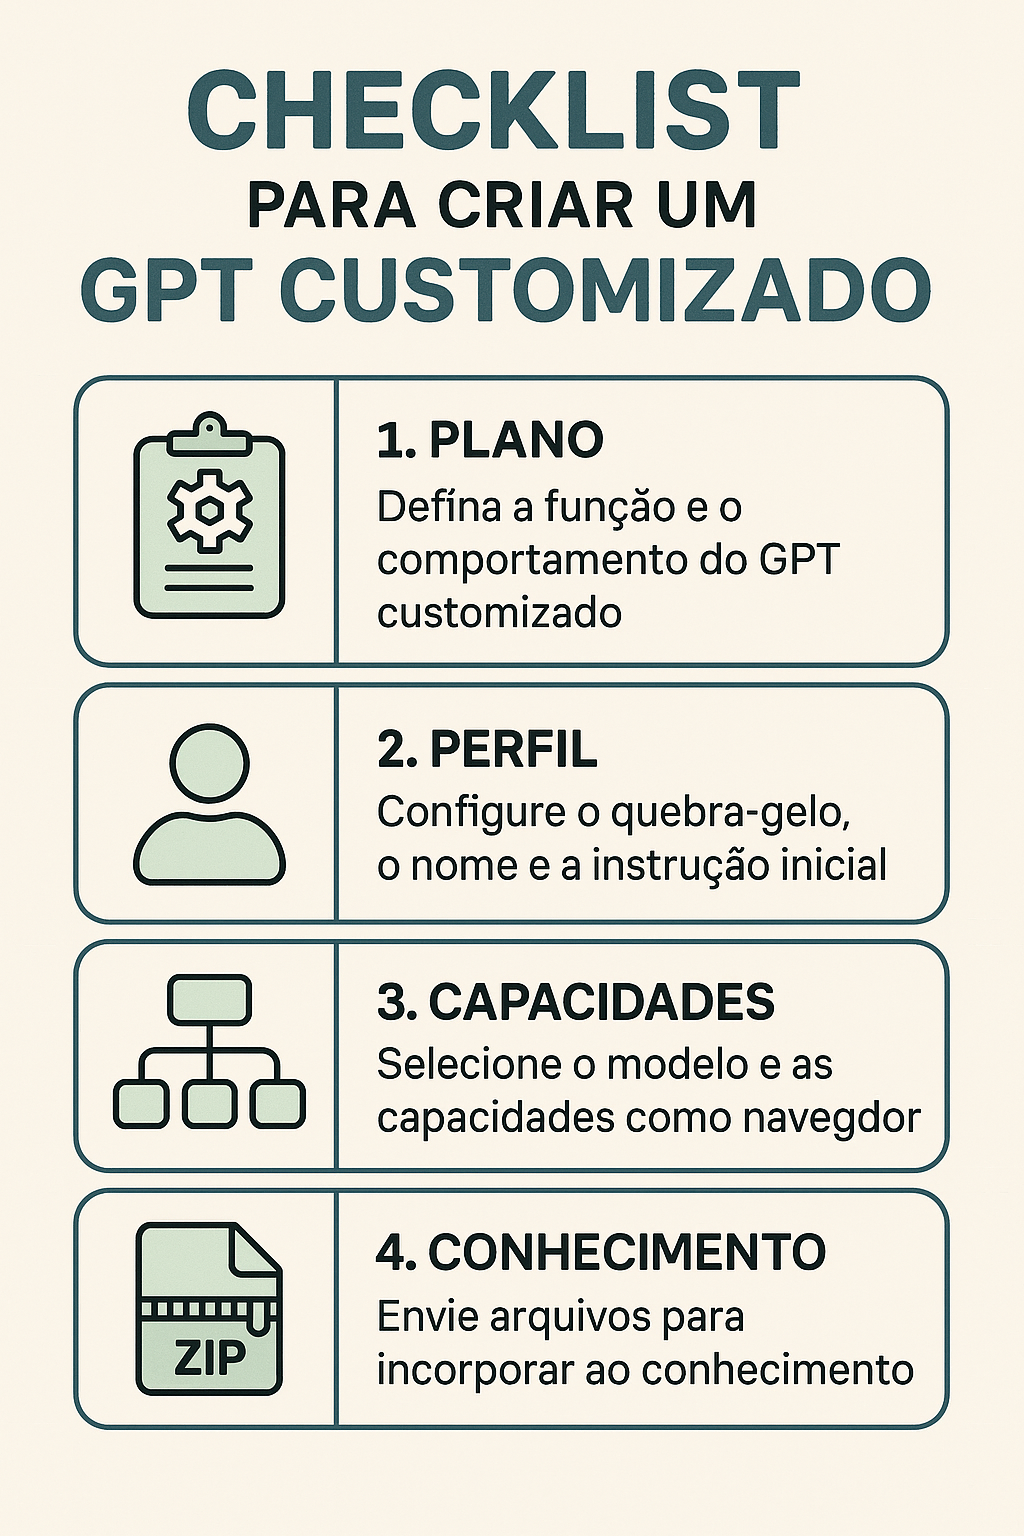 CHECKLIST
PARA CRIAR UM
GPT CUSTOMIZADO
1. PLANO
Defína a funçăo e o
comportamento do GPT
customizado
2. PERFIL
Configure o quebra-gelo,
o nome e a instrução inicial
3. CAPACIDADES
Selecione o modelo e as
capacidades como navegdor
4. CONHECIMENTO
Envie arquivos para
incorporar ao conhecimento
ZIP